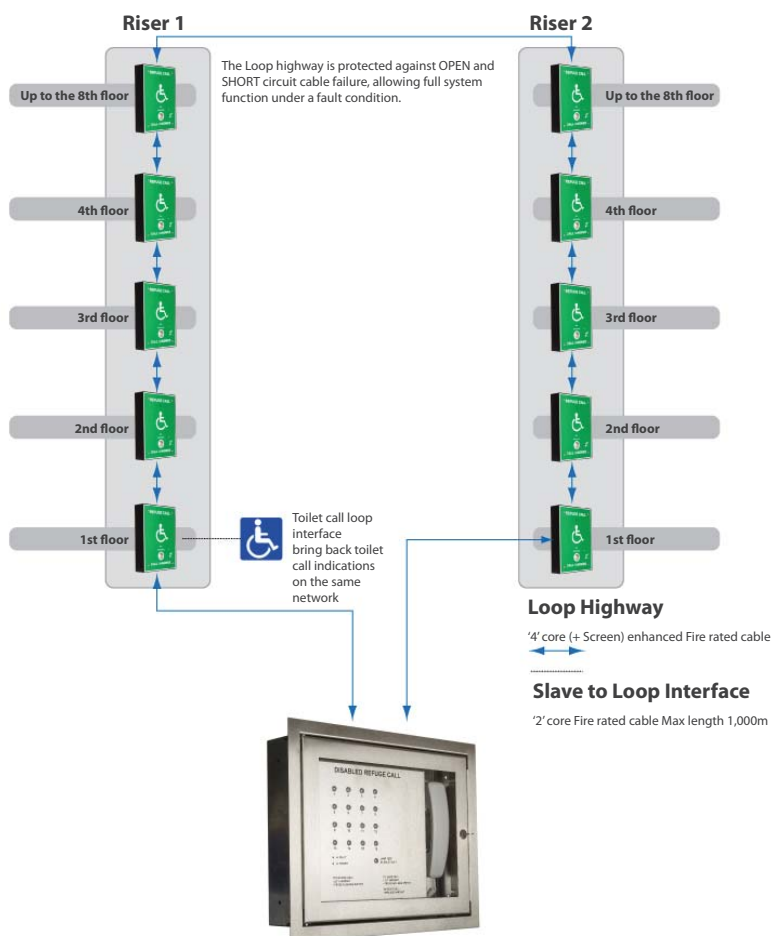 Riser 1
Riser 2
The Loop highway is protected against OPEN and
SHORT circuit cable failure, allowing full system
function under a fault condition.
Up to the 8th floor
Up to the 8th floor
4th floor
4th floor
3rd floor
3rd floor
2nd floor
2nd floor
1st floor
Toilet call loop
interface
bring back toilet
call indications
on the same
network
1st floor
Loop Highway
'4' core (+ Screen) enhanced Fire rated cable
Slave to Loop Interface
'2' core Fire rated cable Max length 1,000m
DISABLED REFUGE CALL